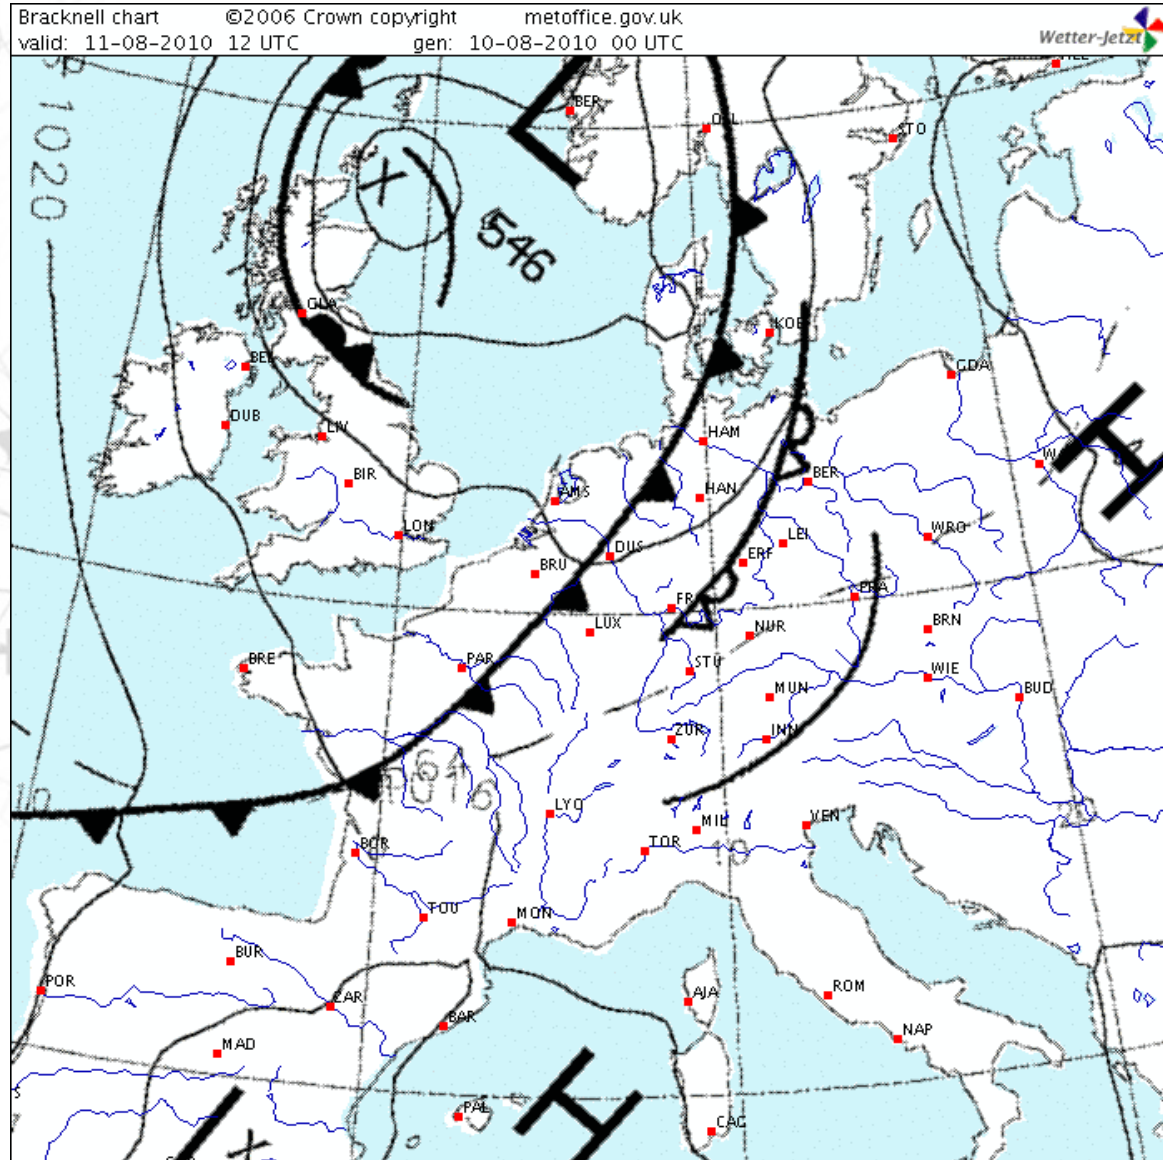 Bracknell chart ©2006 Crown copyright metoffice.gov.uk
valid: 11-08-2010 12 UTC gen: 10-08-2010 00 UTC
Wetter-Jetzt
BER
OSL
STO
1020
X
546
GLA
KOB
BEL
GDA
DUB
LIV
HAM
H
BIR
BER
AMS
HAN
LON
WRO
DUS
LEI
ERF
BRU
FR
PRA
LUX
NUR
BRN
BRE
PAR
STU
WIE
MUN
BUD
ZUR
INN
1016
LYO
MIL
VEN
BOR
TOR
TOU
MON
BUR
POR
ZAR
AJA
ROM
BAR
NAP
MAD
H
PAL
CAG
X